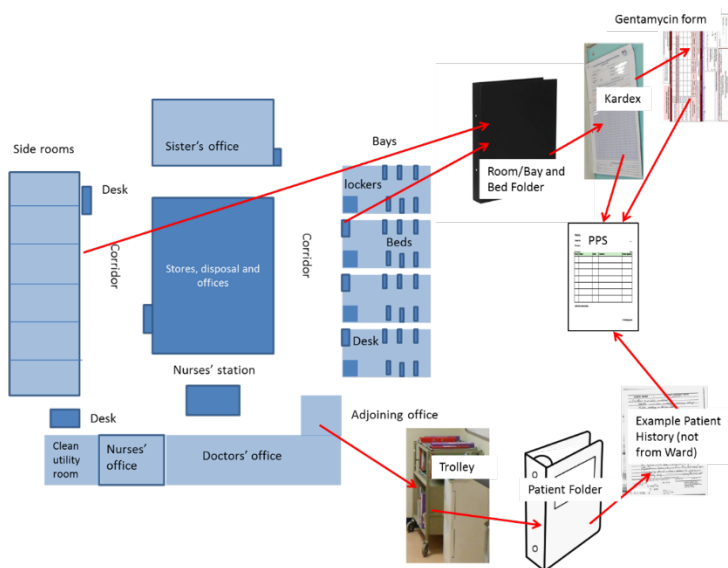 Gentamycin form
Kardex
Sister's office
Bays
Side rooms
Desk
lockers
Room/Bay and
Bed Folder
Corridor
Corridor
Beds
Stores, disposal and
offices
PPS
Desk
Nurses' station
Desk
Adjoining office
Clean
utility
room
Nurses'
office
Doctors' office
Trolley
Patient Folder
Example Patient
History (not
from Ward)